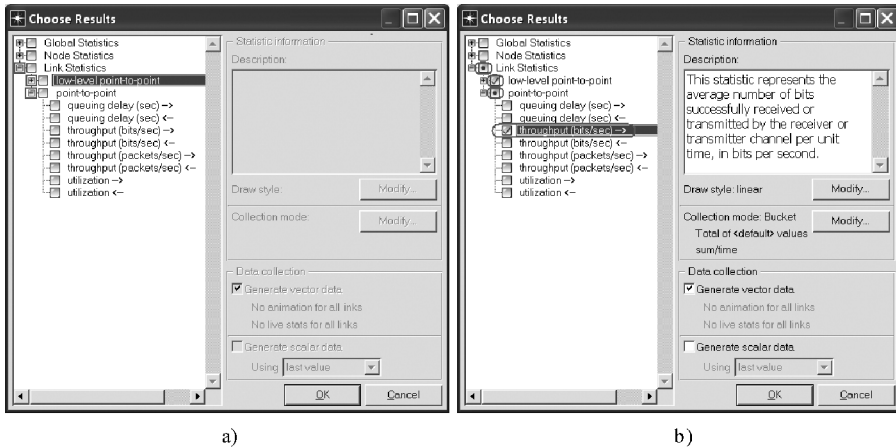 Choose Results
Global Statistics
Node Statistics
Link Statistics
low-level point-to-point
point-to-point
queuing delay (sec) -->
queuing delay (sec) <--
throughput (bits/sec) -->
throughput (bits/sec) <--
throughput (packets/sec) -->
throughput (packets/sec) <--
utilization -->
utilization <--
Statistic information
Description:
Draw style:
Modify...
Collection mode:
Modify...
Data collection
Generate vector data
No animation for all links
No live stats for all links
Generate scalar data
Using last value
OK
Cancel
a)
Choose Results
Global Statistics
Node Statistics
Link Statistics
low-level point-to-point
point-to-point
queuing delay (sec) -->
queuing delay (sec) <--
throughput (bits/sec) -->
throughput (bits/sec) <--
throughput (packets/sec) -->
throughput (packets/sec) <--
utilization -->
utilization <--
Statistic information
Description:
This statistic represents the
average number of bits
successfully received or
transmitted by the receiver or
transmitter channel per unit
time, in bits per second.
Draw style: linear
Modify...
Collection mode: Bucket
Modify...
Total of <default> values
sum/time
Data collection
Generate vector data
No animation for all links
No live stats for all links
Generate scalar data
Using last value
OK
Cancel
b)